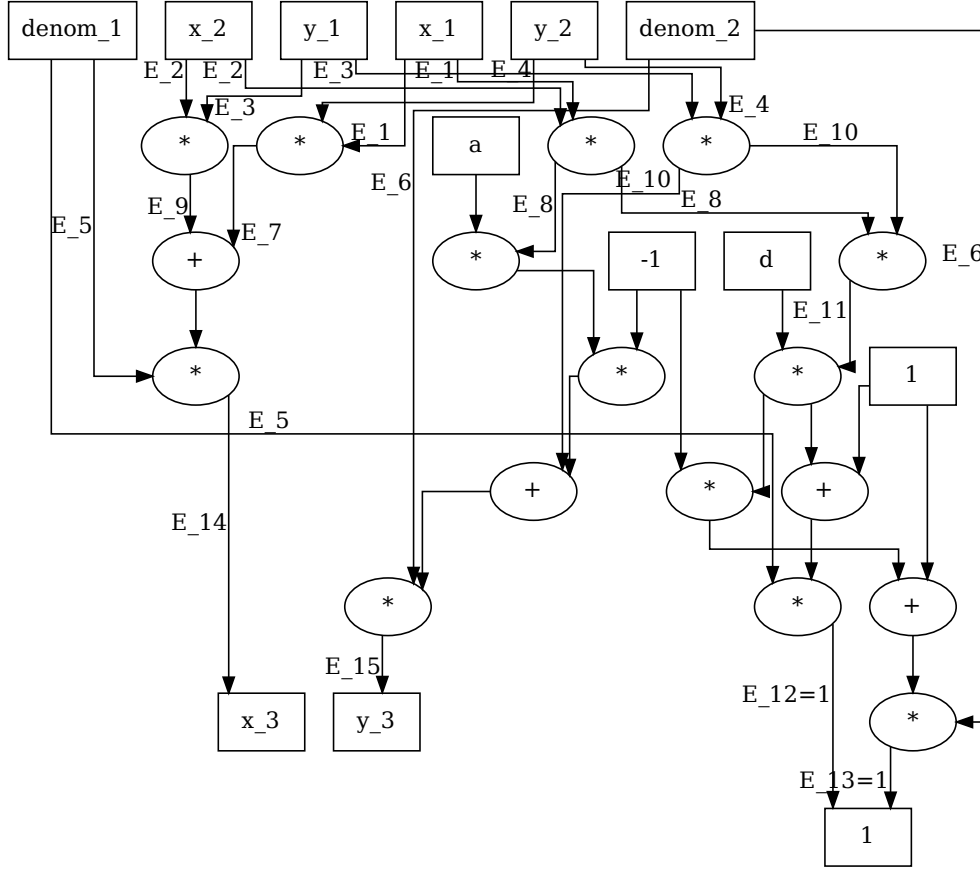 denom_1 x_2 y_1 x_1 y_2 denom_2
E_2 E_2 E_3 E_1 E_4
E_3 E_4
* * a * *
E_1 E_10
E_6 E_10
E_9 E_8 E_8
E_5 E_7
+ * -1 d * E_6
E_11
* * * 1
E_5
+ * +
E_14
* * +
E_15
E_12=1
x_3 y_3 *
E_13=1
1